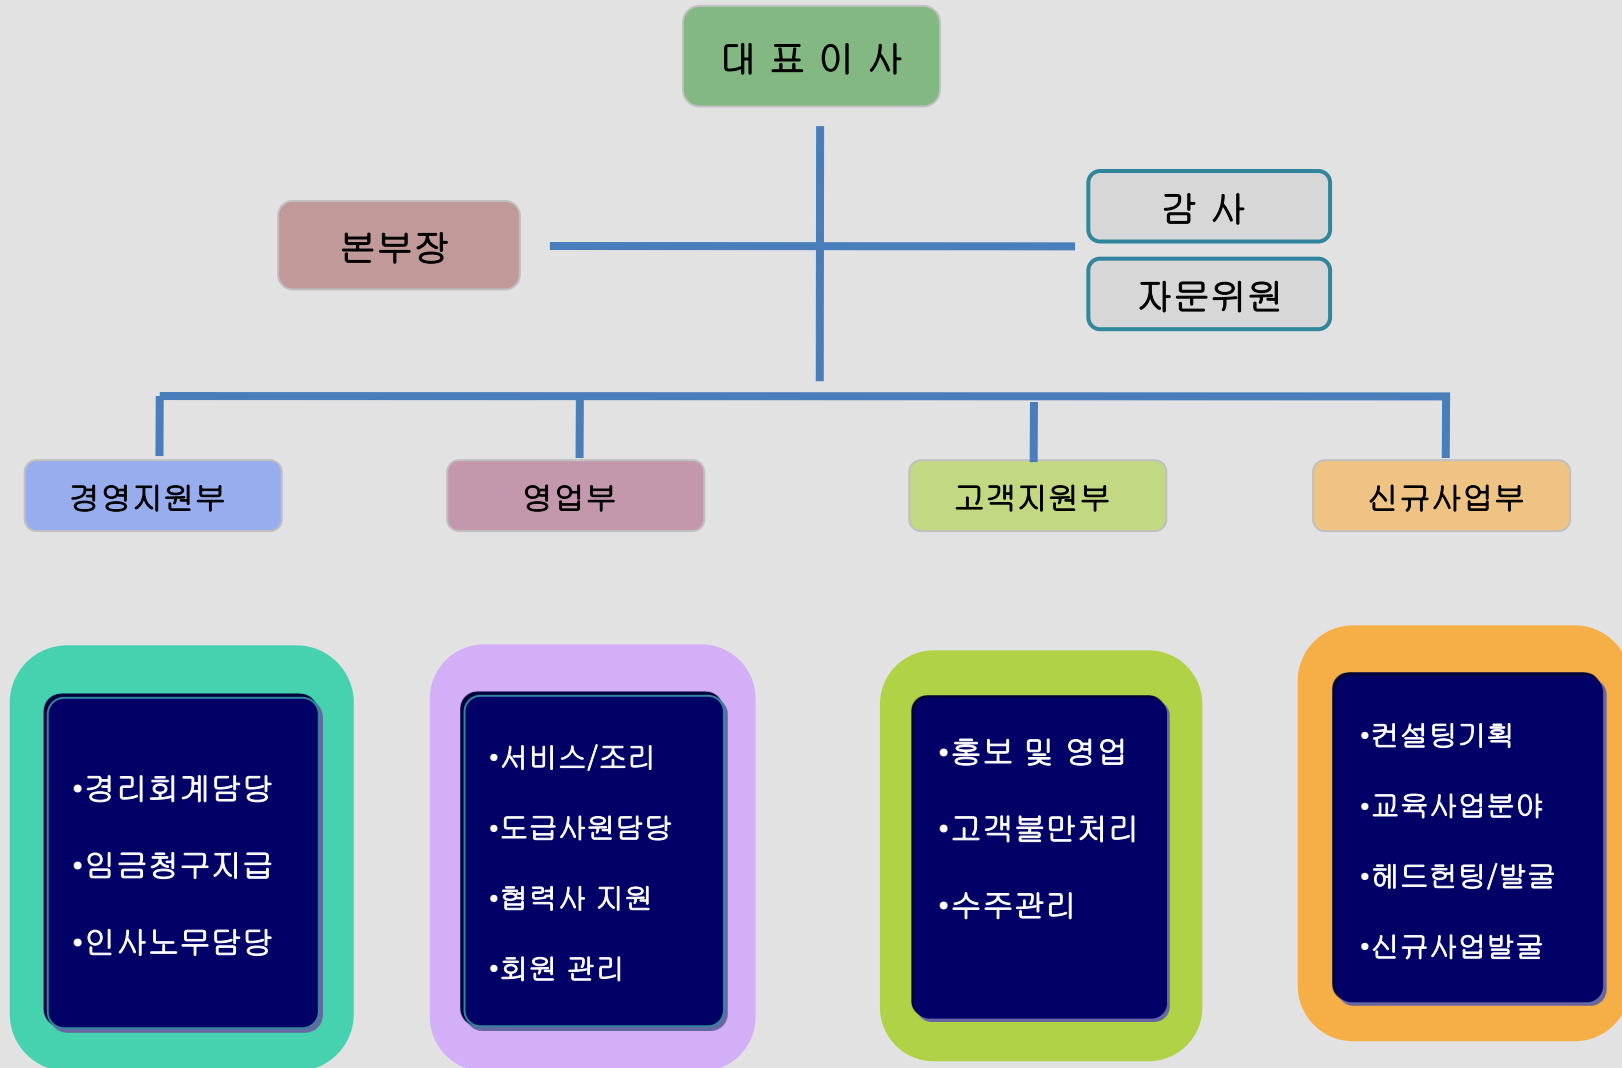 대 표 이 사
본부장
감 사
자문위원
경영지원부
영업부
고객지원부
신규사업부
•경리회계담당
•임금청구지급
•인사노무담당
•서비스/조리
•도급사원담당
•협력사 지원
•회원 관리
•홍보 및 영업
•고객불만처리
•수주관리
•컨설팅기획
•교육사업분야
•헤드헌팅/발굴
•신규사업발굴